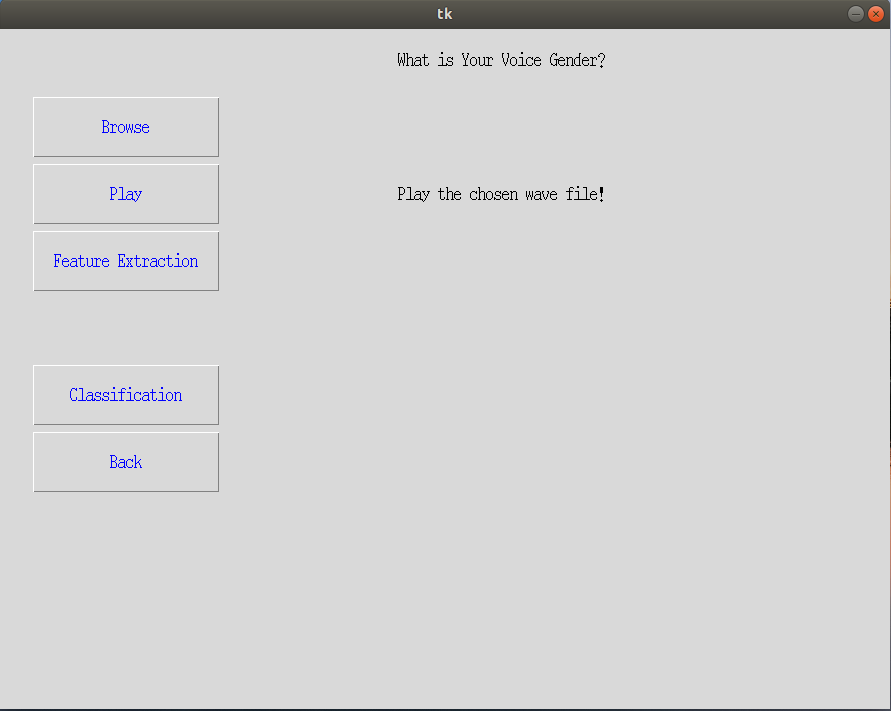 tk
What is Your Voice Gender?
Browse
Play
Play the chosen wave file!
Feature Extraction
Classification
Back